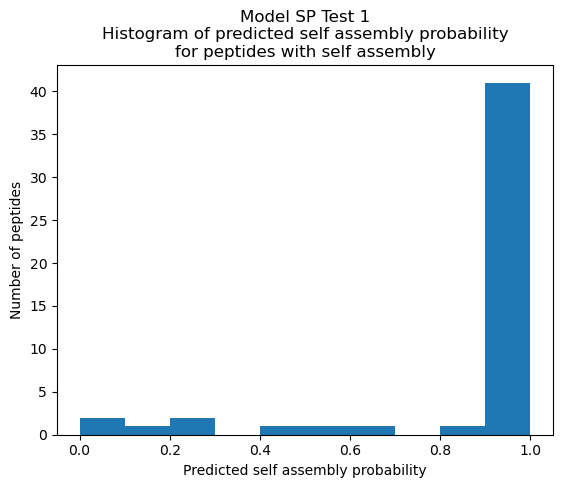 Model SP Test 1
Histogram of predicted self assembly probability
for peptides with self assembly
Number of peptides
40
35
30
25
20
15
10
5
0
0.0 0.2 0.4 0.6 0.8 1.0
Predicted self assembly probability